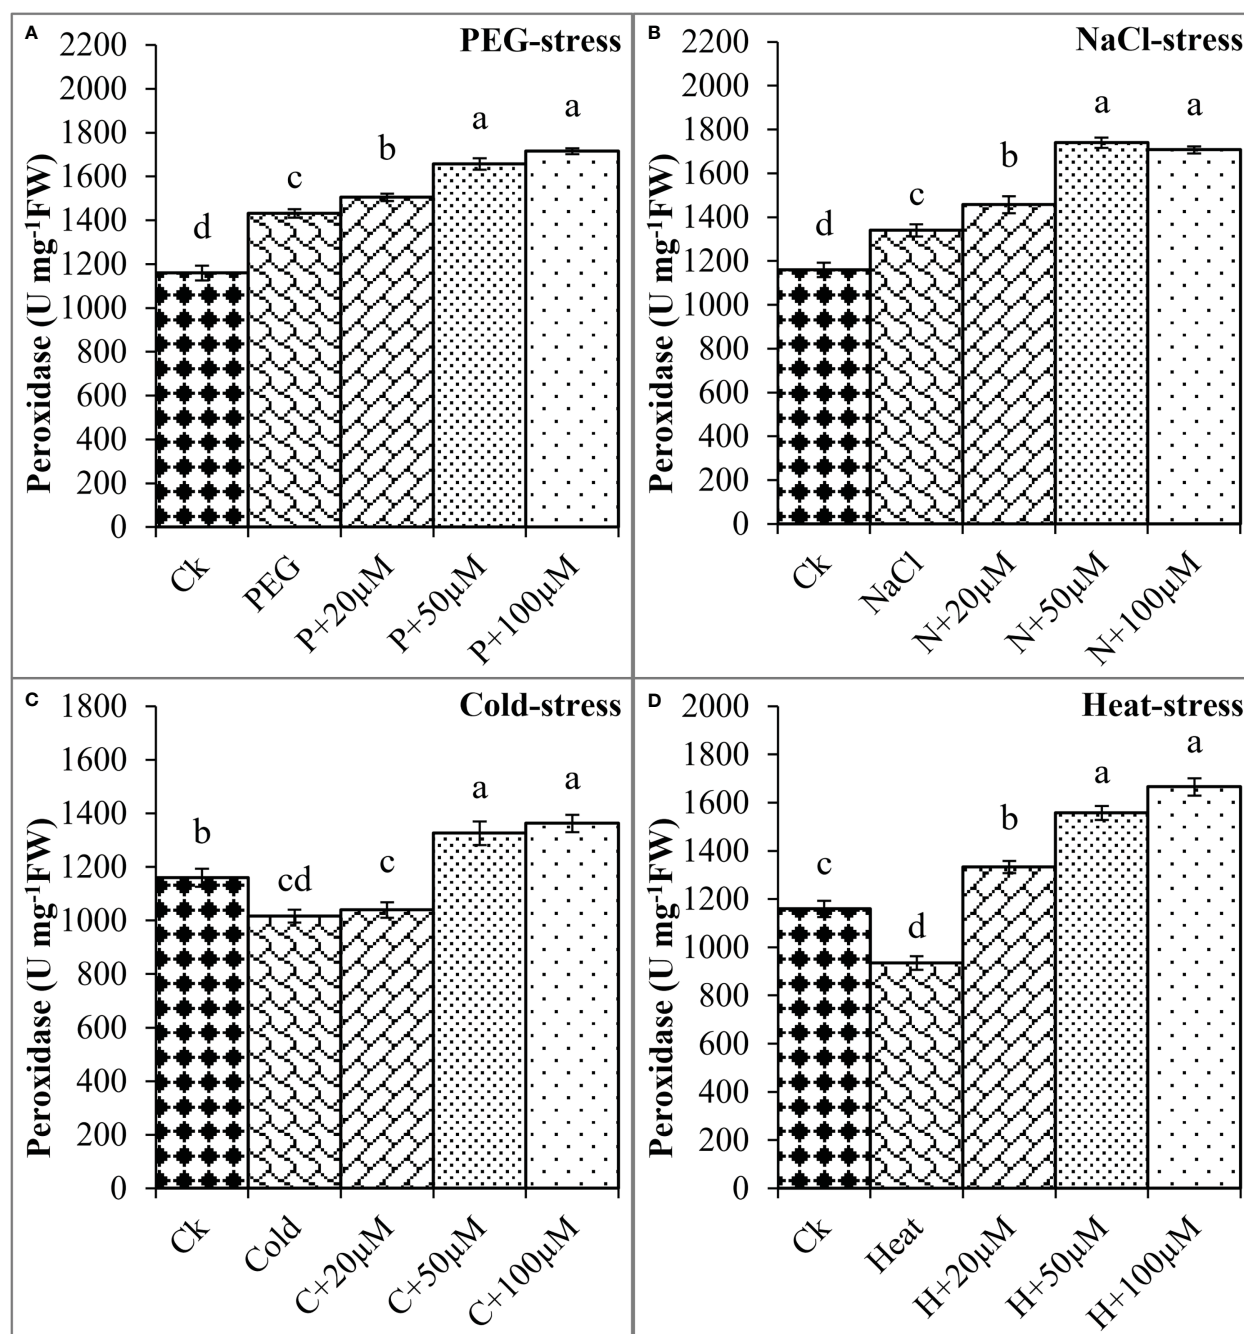 A
PEG-stress
2200
2000
1800
1600
1400
1200
1000
800
600
400
200
0
Peroxidase (U mg-1FW)
d
c
b
a
a
Ck
PEG
P+20μM
P+50μM
P+100μM
B
NaCl-stress
2200
2000
1800
1600
1400
1200
1000
800
600
400
200
0
Peroxidase (U mg-1FW)
d
c
b
a
a
Ck
NaCl
N+20μM
N+50μM
N+100μM
C
Cold-stress
1800
1600
1400
1200
1000
800
600
400
200
0
Peroxidase (U mg-1FW)
b
cd
c
a
a
Ck
Cold
C+20μM
C+50μM
C+100μM
D
Heat-stress
2000
1800
1600
1400
1200
1000
800
600
400
200
0
Peroxidase (U mg-1FW)
c
d
b
a
a
Ck
Heat
H+20μM
H+50μM
H+100μM